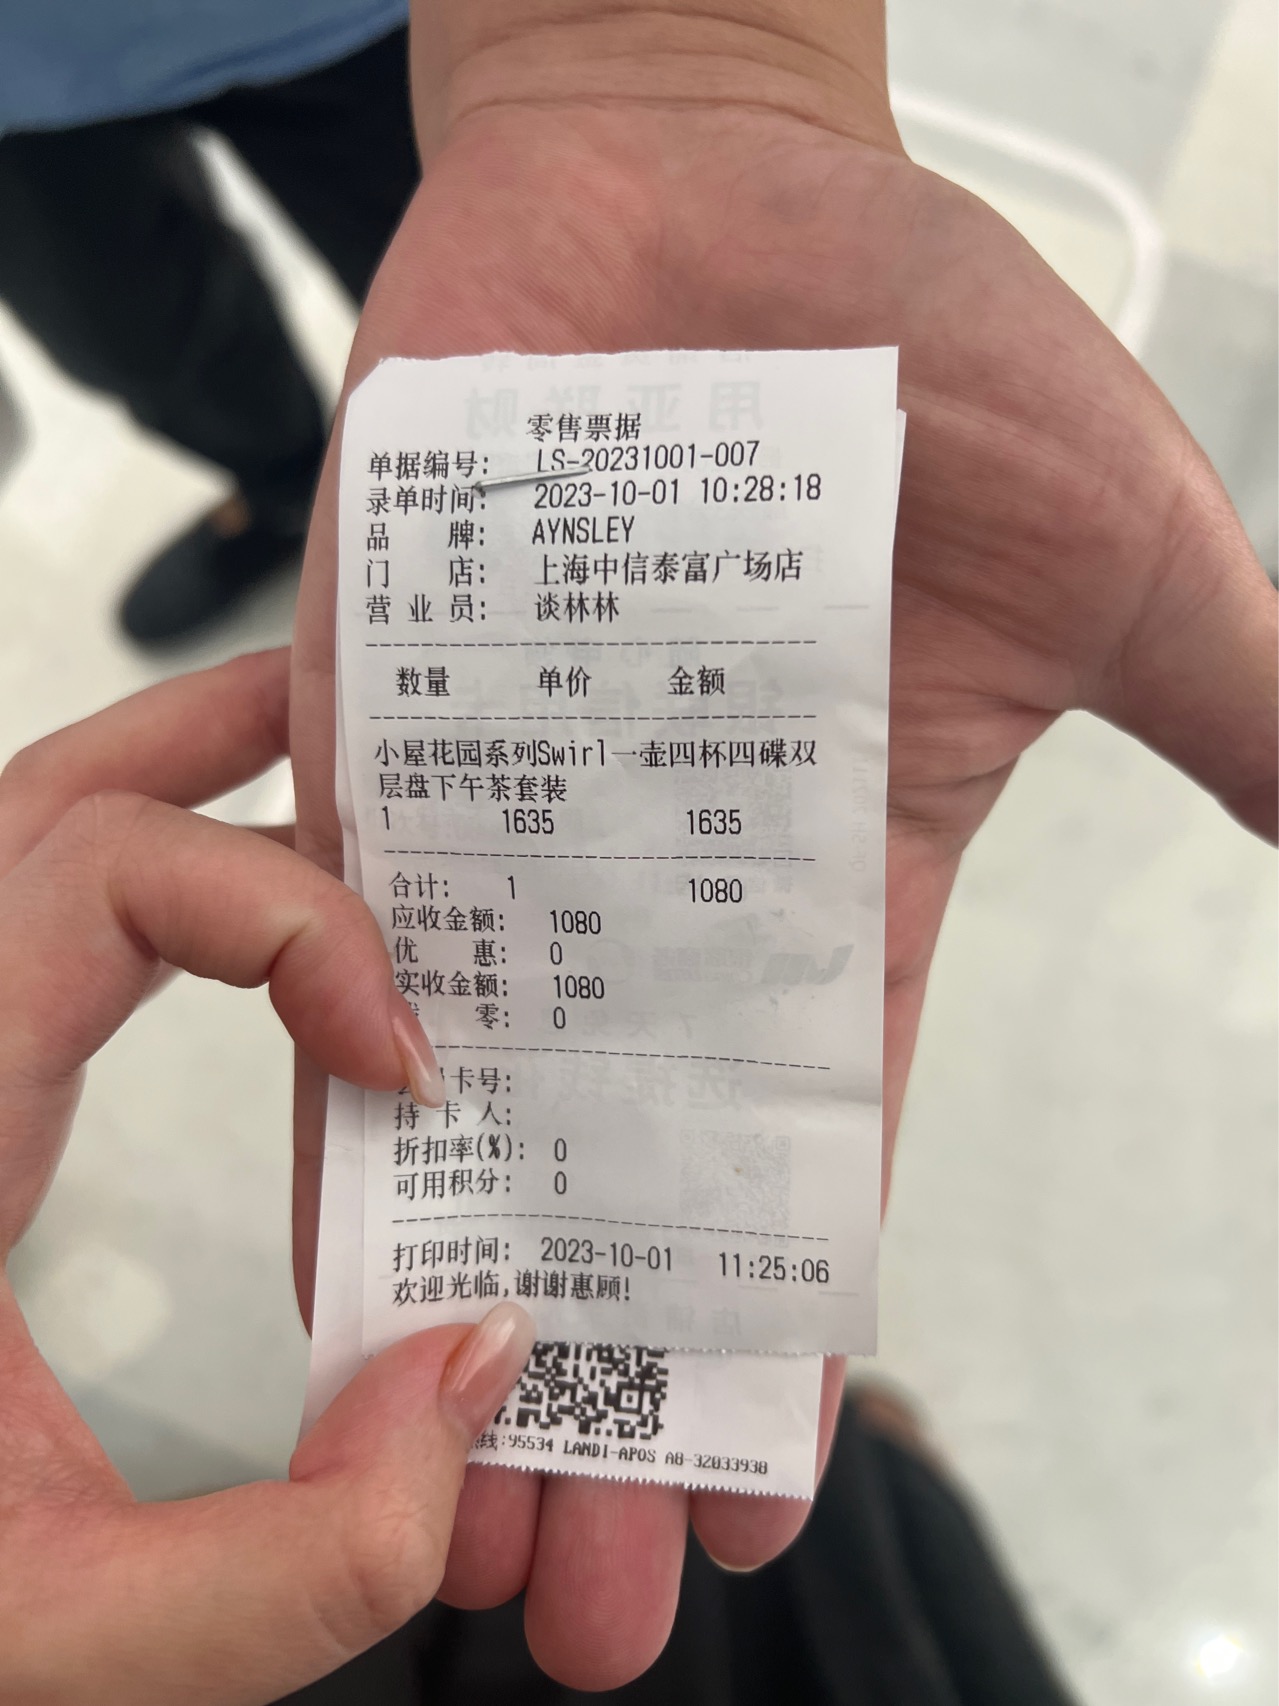 零售票据
单据编号: LS-20231001-007
录单时间: 2023-10-01 10:28:18
品 牌: AYNSLEY
门 店: 上海中信泰富广场店
营 业 员: 谈林林
数量 单价 金额
小屋花园系列Swirl一壶四杯四碟双
层盘下午茶套装
1 1635 1635
合计: 1 1080
应收金额: 1080
优 惠: 0
实收金额: 1080
零: 0
卡号:
持 卡 人:
折扣率(%): 0
可用积分: 0
打印时间: 2023-10-01 11:25:06
欢迎光临,谢谢惠顾!
线:95534 LANDI-APOS A8-32033938